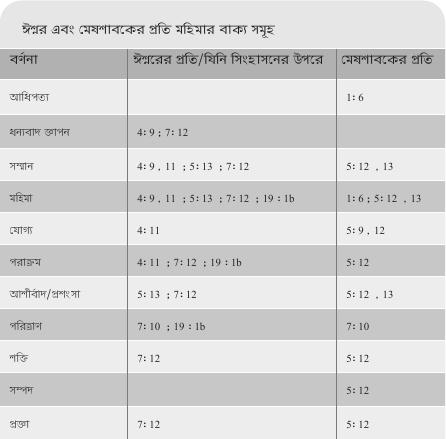 ঈশ্বর এবং মেষশাবকের প্রতি মহিমার বাক্য সমূহ
বর্ণনা ঈশ্বরের প্রতি/যিনি সিংহাসনের উপরে মেষশাবকের প্রতি
আধিপত্য 1: 6
ধন্যবাদ জ্ঞাপন 4: 9 ; 7: 12
সম্মান 4: 9 , 11 ; 5: 13 ; 7: 12 5: 12 , 13
মহিমা 4: 9 , 11 ; 5: 13 ; 7: 12 ; 19 : 1b 1: 6 ; 5: 12 , 13
যোগ্য 4: 11 5: 9 , 12
পরাক্রম 4: 11 ; 7: 12 ; 19 : 1b 5: 12
আশীর্বাদ/প্রশংসা 5: 13 ; 7: 12 5: 12 , 13
পরিত্রাণ 7: 10 ; 19 : 1b 7: 10
শক্তি 7: 12 5: 12
সম্পদ 5: 12
প্রজ্ঞা 7: 12 5: 12